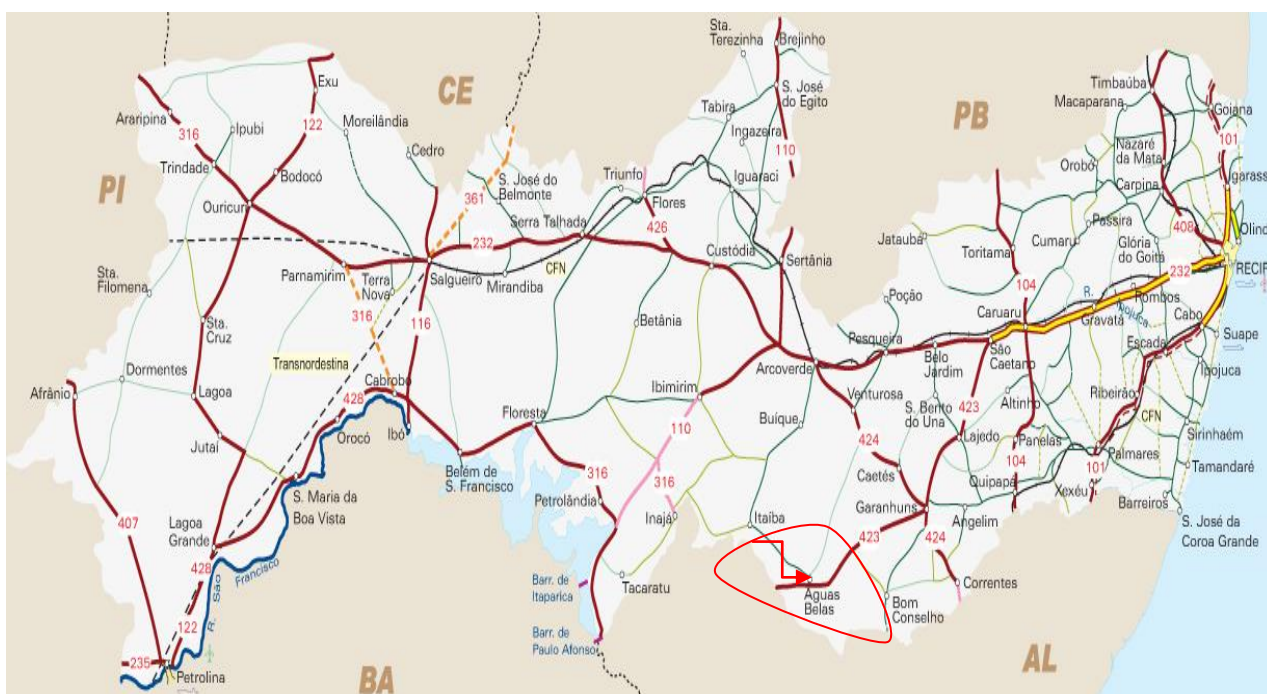 Sta.
Terezinha
Brejinho
CE
Exu
Timbaúba
Araripina
S. José
do Egito
Macaparana
Goiana
316
Ipubi
122
Moreilândia
Tabira
PB
101
Cedro
Ingazeira
110
Nazaré
da Mata
Trindade
Orobó
PI
Bodocó
361
S. José do
Belmonte
Triunfo
Iguaraci
Carpina
Igarass
Ouricuri
Flores
Passira
Serra Talhada
426
408
Olind
232
Jatauba
Toritama
Cumaru
Glória
do Goitá
Custódia
Sertânia
RECIF
Sta.
Filomena
Parnamirim
Terra
Nova
Salgueiro
Mirandiba
CFN
232
104
R.
Ipojuca
Pombos
Poção
316
Betânia
Caruaru
Gravatá
Cabo
Sta.
Cruz
116
Pesqueira
Escada
Suape
São
Caetano
Transnordestina
Belo
Jardim
Arcoverde
Ipojuca
Dormentes
Cabrobo
Afrânio
Lagoa
428
Ibimirim
Venturosa
S. Bento
do Una
423
Altinho
Ribeirão
CFN
Orocó
Ibó
Floresta
Buíque
110
Sirinhaém
Jutai
424
Lajedo
Panelas
Palmares
Belém de
S. Francisco
316
316
Caetés
104
101
Tamandaré
S. Maria da
Boa Vista
Petrolândia
Quipapá
Xexéu
Barreiros
407
Lagoa
Grande
Inajá
Itaíba
Garanhuns
Angelim
S. José da
Coroa Grande
423
424
428
R. São
Francisco
Barr. de
Itaparica
Tacaratu
Águas
Belas
Correntes
Bom
Conselho
122
Barr. de
Paulo Afonso
235
Petrolina
BA
AL